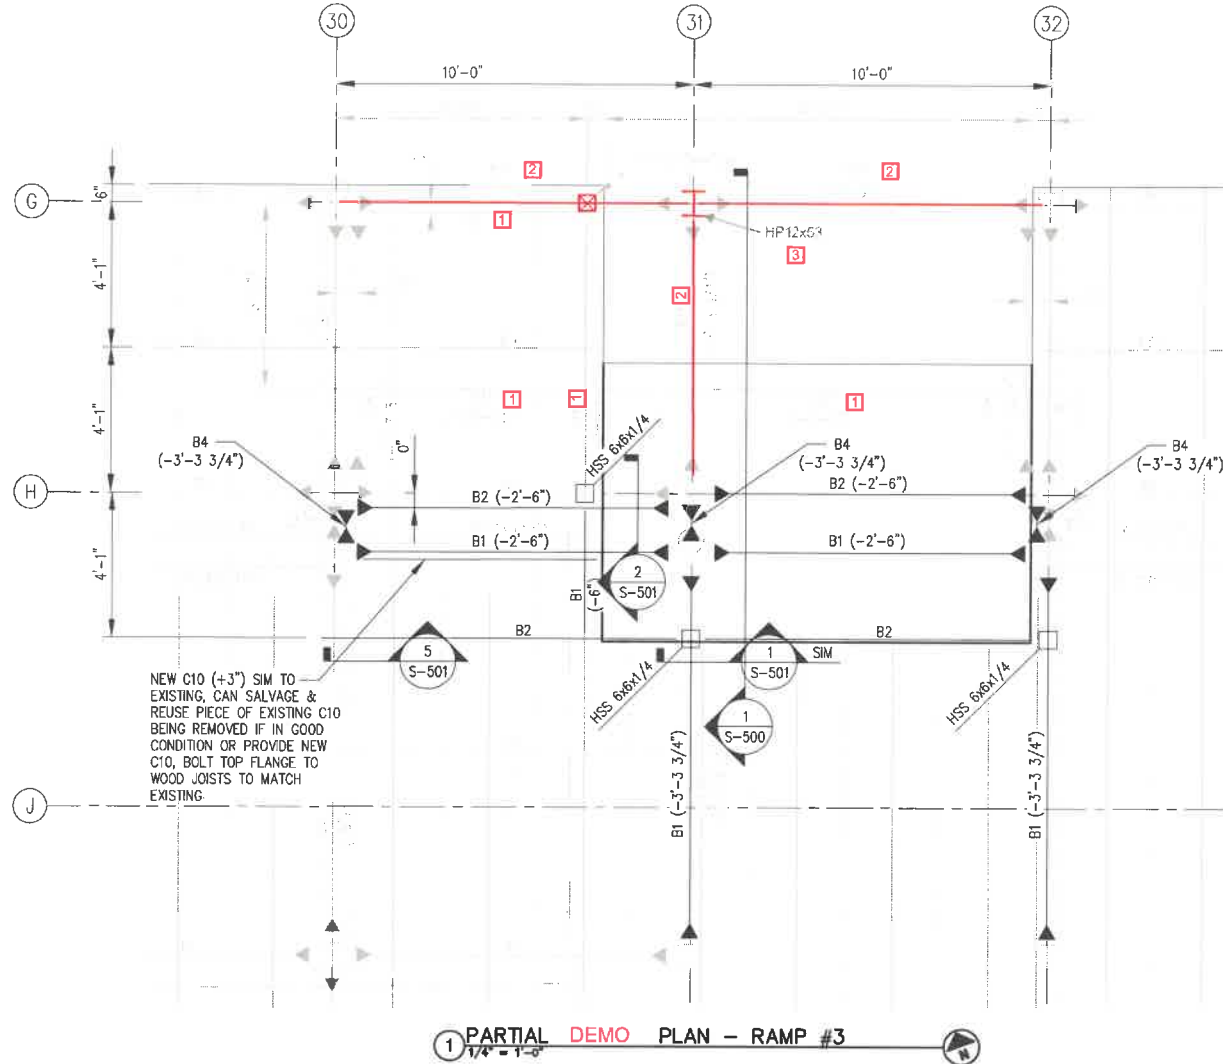 30
31
32
10'-0"
10'-0"
2
2
G
6"
1
HP12x53
3
4'-1"
2
1
1
1
4'-1"
HSS 6x6x1/4
B4
(-3'-3 3/4")
0"
B4
(-3'-3 3/4")
B4
(-3'-3 3/4")
H
B2 (-2'-6")
B2 (-2'-6")
B1 (-2'-6")
B1 (-2'-6")
4'-1"
2
S-501
B1
(-6")
B2
B2
5
S-501
1
S-501
SIM
HSS 6x6x1/4
HSS 6x6x1/4
NEW C10 (+3") SIM TO
EXISTING, CAN SALVAGE &
REUSE PIECE OF EXISTING C10
BEING REMOVED IF IN GOOD
CONDITION OR PROVIDE NEW
C10, BOLT TOP FLANGE TO
WOOD JOISTS TO MATCH
EXISTING.
1
S-500
B1 (-3'-3 3/4")
B1 (-3'-3 3/4")
J
1 PARTIAL DEMO PLAN - RAMP #3
1/4" = 1'-0"
N